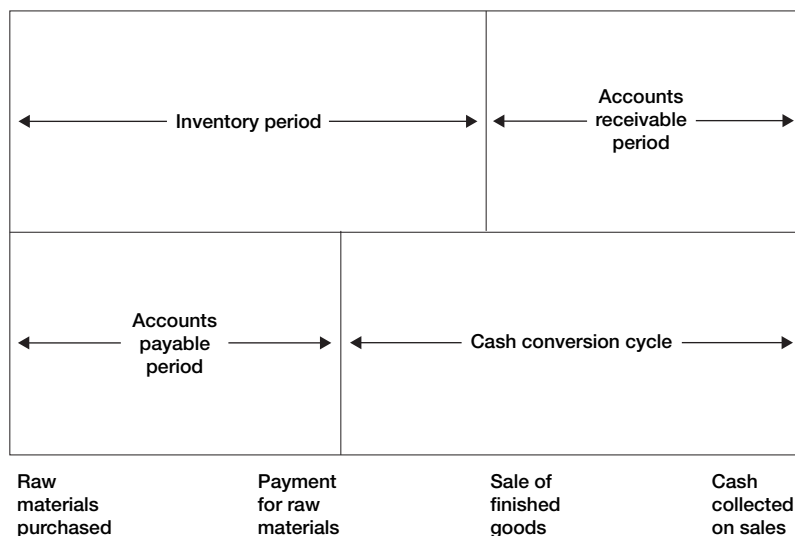 Inventory period
Accounts
receivable
period
Accounts
payable
period
Cash conversion cycle
Raw
materials
purchased
Payment
for raw
materials
Sale of
finished
goods
Cash
collected
on sales